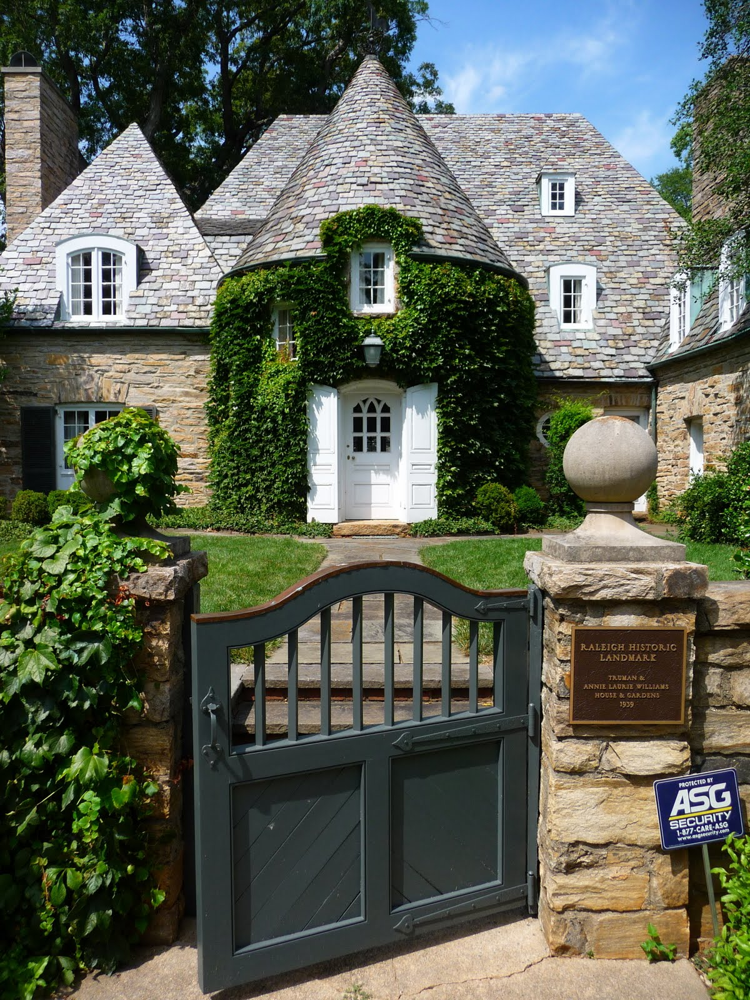 RALEIGH HISTORIC
LANDMARK
TRUMAN &
ANNIE LAURIE WILLIAMS
HOUSE & GARDENS
1939
PROTECTED BY
ASG
SECURITY
1-877-CARE-ASG
www.asgsecurity.com